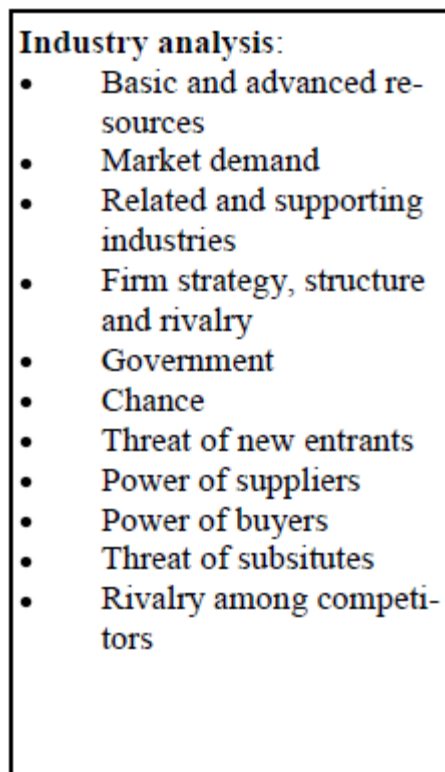 Industry analysis:
• Basic and advanced re-
sources
• Market demand
• Related and supporting
industries
• Firm strategy, structure
and rivalry
• Government
• Chance
• Threat of new entrants
• Power of suppliers
• Power of buyers
• Threat of subsitutes
• Rivalry among competi-
tors